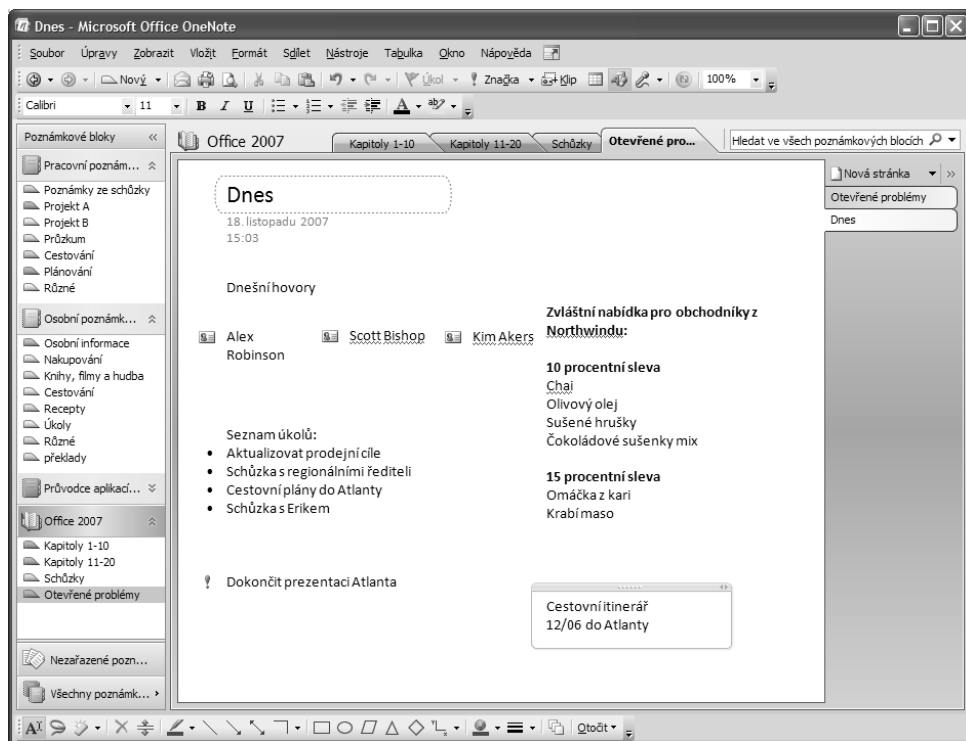 Dnes - Microsoft Office OneNote
Soubor Úpravy Zobrazit Vložit Formát Sdílet Nástroje Tabulka Okno Nápověda
Nový Úkol Značka Klip 100%
Calibri 11 B I U A ab
Poznámkové bloky «
Office 2007
Kapitoly 1-10 Kapitoly 11-20 Schůzky Otevřené pro...
Hledat ve všech poznámkových blocích
Pracovní poznám...
Poznámky ze schůzky
Projekt A
Projekt B
Průzkum
Cestování
Plánování
Různé
Osobní poznámk...
Osobní informace
Nakupování
Knihy, filmy a hudba
Cestování
Recepty
Úkoly
Různé
překlady
Průvodce aplikací...
Office 2007
Kapitoly 1-10
Kapitoly 11-20
Schůzky
Otevřené problémy
Nezařazené pozn...
Všechny poznámk...
Dnes
18. listopadu 2007
15:03
Dnešní hovory
Alex
Robinson
Scott Bishop
Kim Akers
Seznam úkolů:
• Aktualizovat prodejní cíle
• Schůzka s regionálními řediteli
• Cestovní plány do Atlanty
• Schůzka s Erikem
Dokončit prezentaci Atlanta
Zvláštní nabídka pro obchodníky z
Northwindu:
10 procentní sleva
Chai
Olivový olej
Sušené hrušky
Čokoládové sušenky mix
15 procentní sleva
Omáčka z kari
Krabí maso
Cestovní itinerář
12/06 do Atlanty
Nová stránka »
Otevřené problémy
Dnes
A Otočit